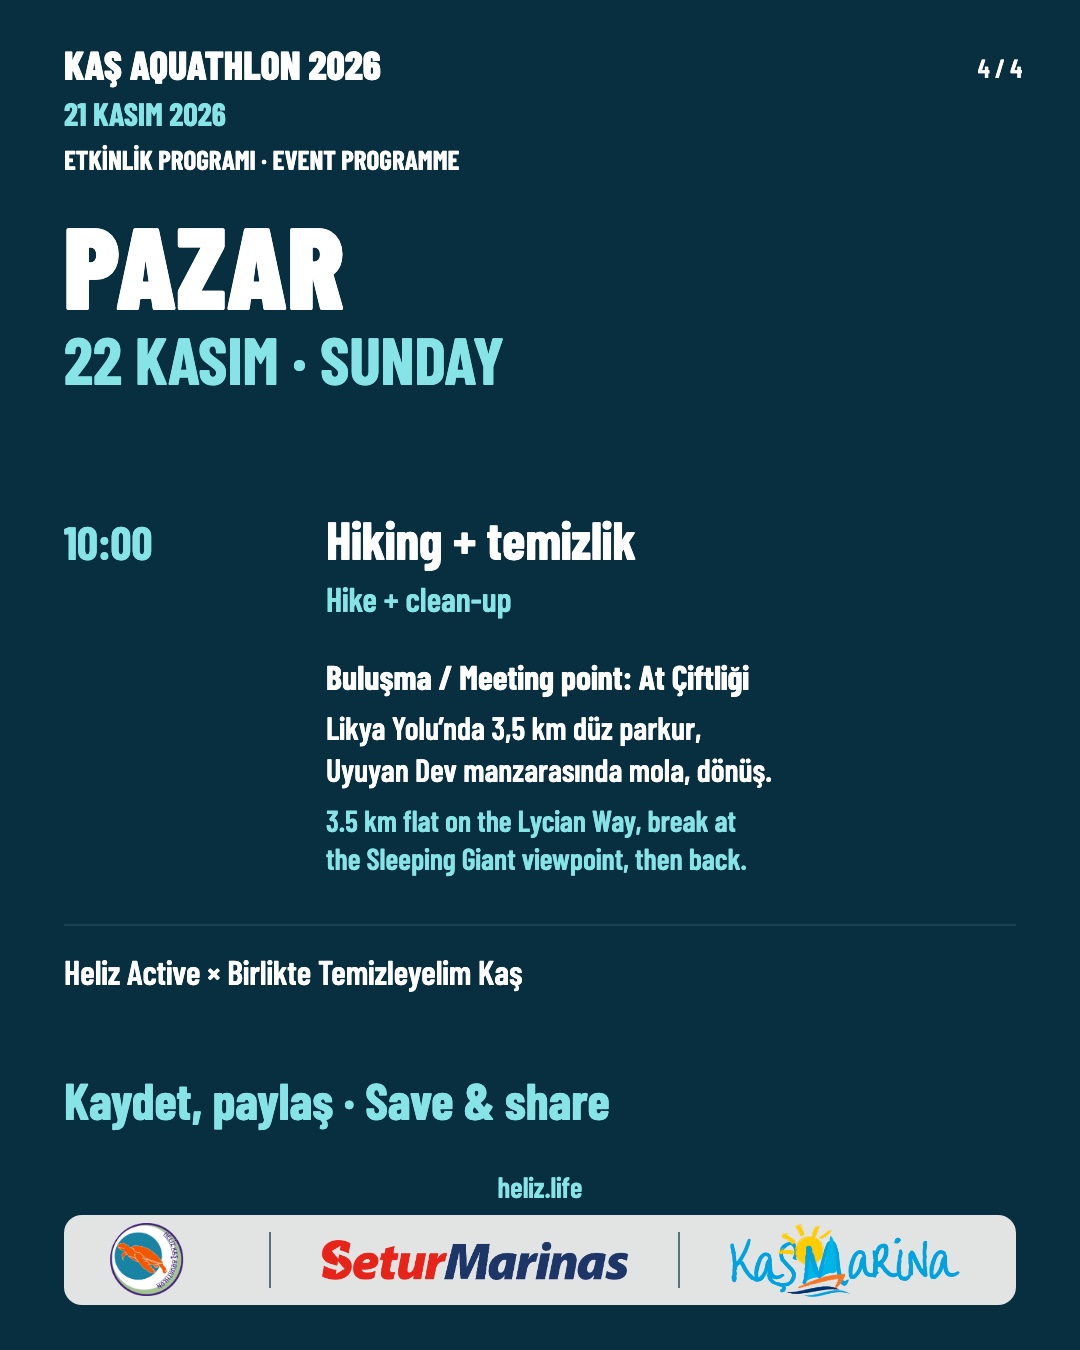 KAŞ AQUATHLON 2026
4 / 4
21 KASIM 2026
ETKİNLİK PROGRAMI · EVENT PROGRAMME
PAZAR
22 KASIM · SUNDAY
10:00
Hiking + temizlik
Hike + clean-up
Buluşma / Meeting point: At Çiftliği
Likya Yolu’nda 3,5 km düz parkur,
Uyuyan Dev manzarasında mola, dönüş.
3.5 km flat on the Lycian Way, break at
the Sleeping Giant viewpoint, then back.
Heliz Active × Birlikte Temizleyelim Kaş
Kaydet, paylaş · Save & share
heliz.life
SeturMarinas
Kaş Marina